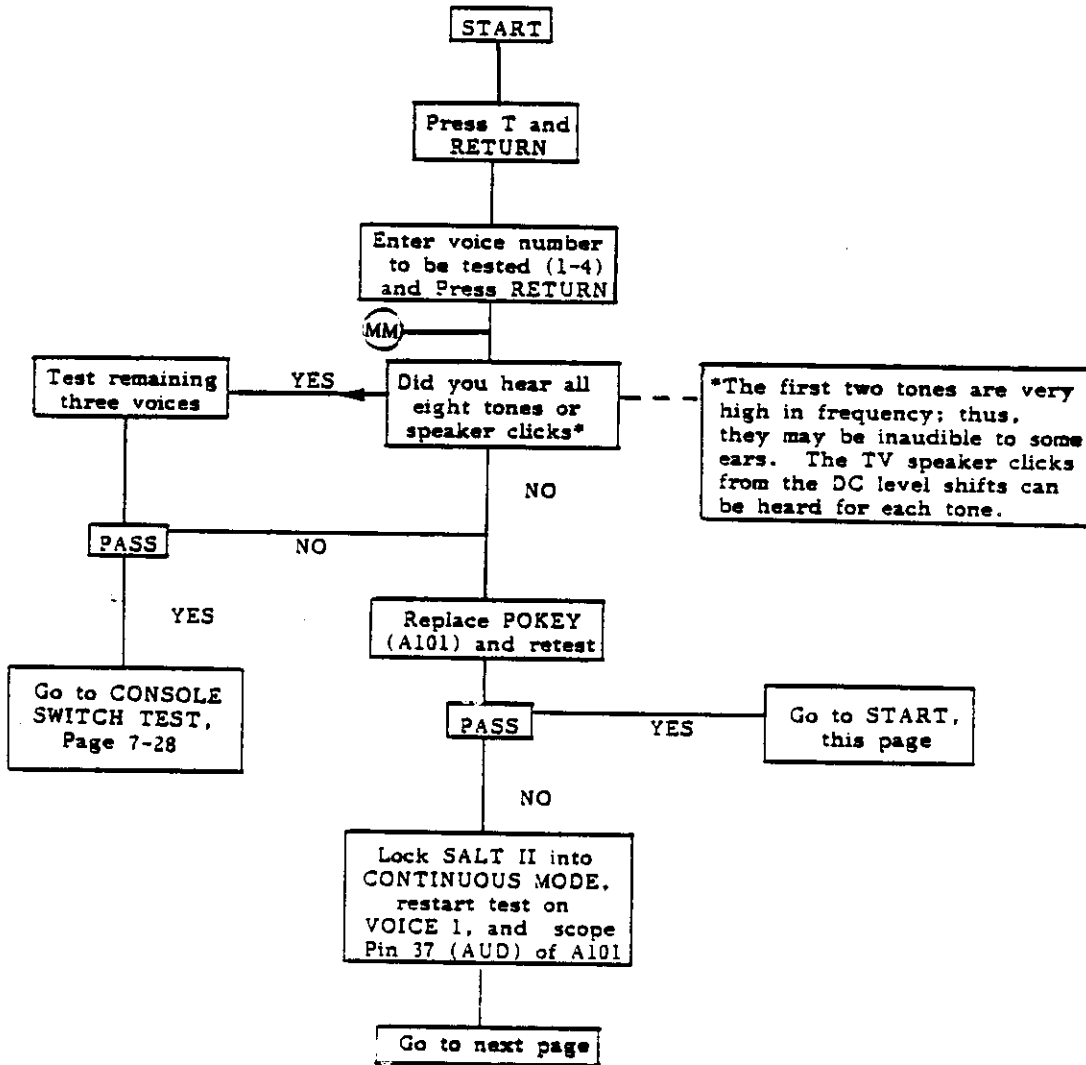 START
Press T and
RETURN
Enter voice number
to be tested (1-4)
and Press RETURN
MM
Did you hear all
eight tones or
speaker clicks*
YES
Test remaining
three voices
*The first two tones are very
high in frequency; thus,
they may be inaudible to some
ears. The TV speaker clicks
from the DC level shifts can
be heard for each tone.
NO
PASS
NO
YES
Go to CONSOLE
SWITCH TEST,
Page 7-28
Replace POKEY
(A101) and retest
PASS
YES
Go to START,
this page
NO
Lock SALT II into
CONTINUOUS MODE,
restart test on
VOICE 1, and scope
Pin 37 (AUD) of A101
Go to next page